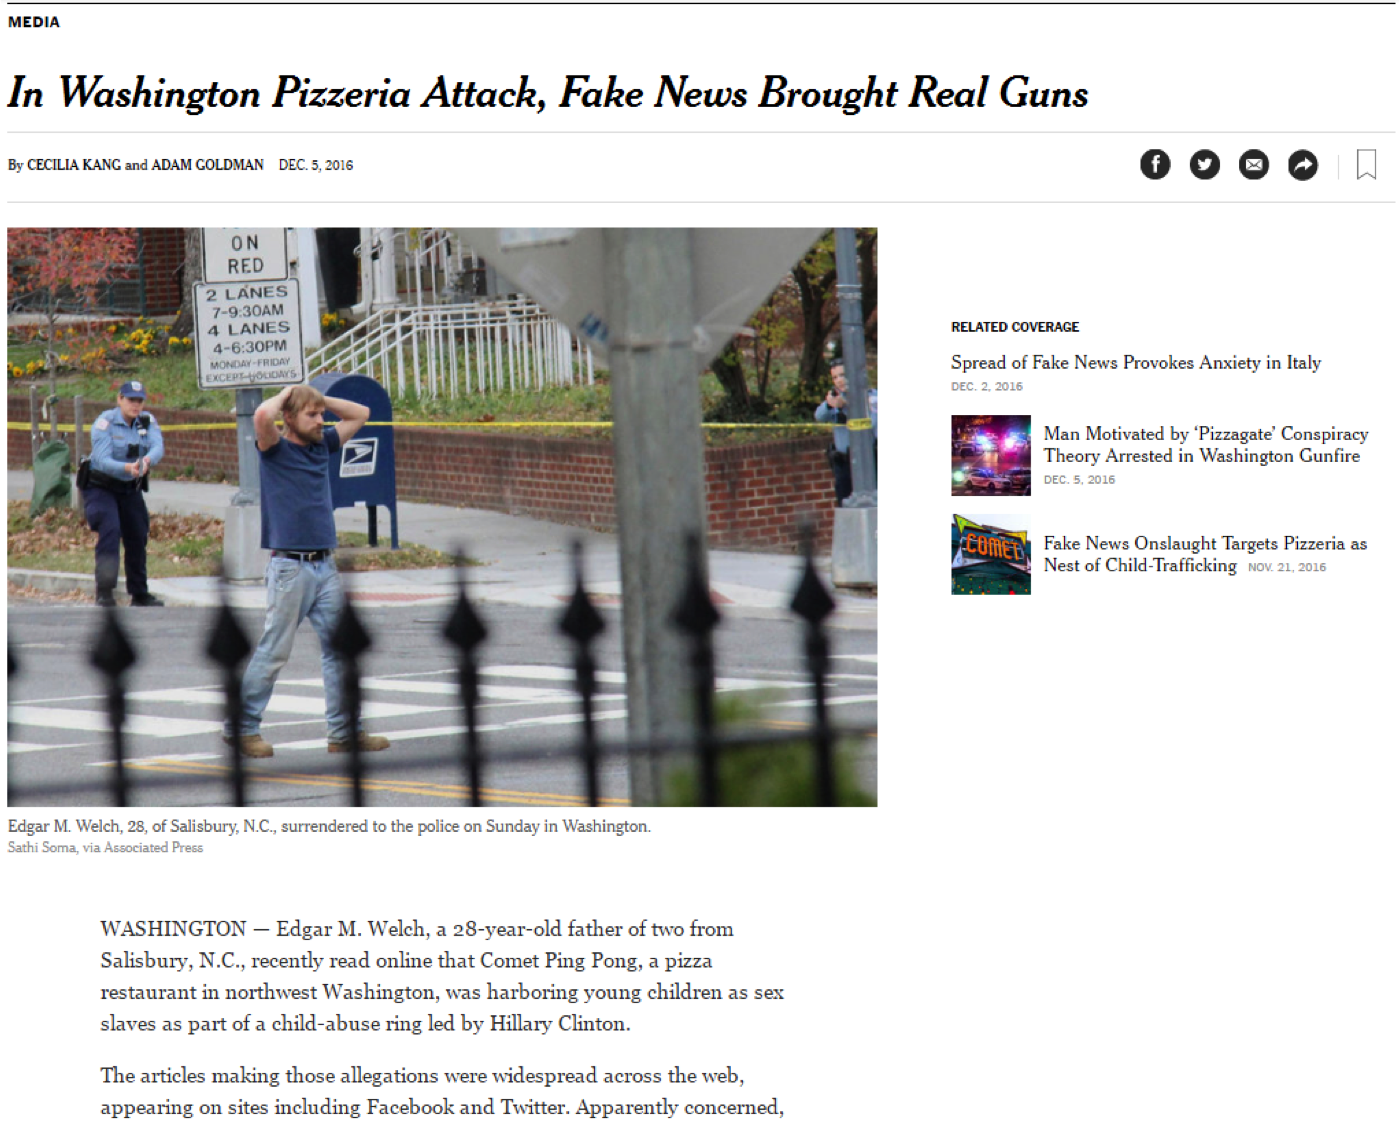 MEDIA
In Washington Pizzeria Attack, Fake News Brought Real Guns
By CECILIA KANG and ADAM GOLDMAN DEC. 5, 2016
ON
RED
2 LANES
7-9:30AM
4 LANES
4-6:30PM
MONDAY-FRIDAY
EXCEPT HOLIDAYS
Edgar M. Welch, 28, of Salisbury, N.C., surrendered to the police on Sunday in Washington.
Sathi Soma, via Associated Press
RELATED COVERAGE
Spread of Fake News Provokes Anxiety in Italy
DEC. 2, 2016
Man Motivated by ‘Pizzagate’ Conspiracy
Theory Arrested in Washington Gunfire
DEC. 5, 2016
COMET
Fake News Onslaught Targets Pizzeria as
Nest of Child-Trafficking NOV. 21, 2016
WASHINGTON — Edgar M. Welch, a 28-year-old father of two from
Salisbury, N.C., recently read online that Comet Ping Pong, a pizza
restaurant in northwest Washington, was harboring young children as sex
slaves as part of a child-abuse ring led by Hillary Clinton.
The articles making those allegations were widespread across the web,
appearing on sites including Facebook and Twitter. Apparently concerned,